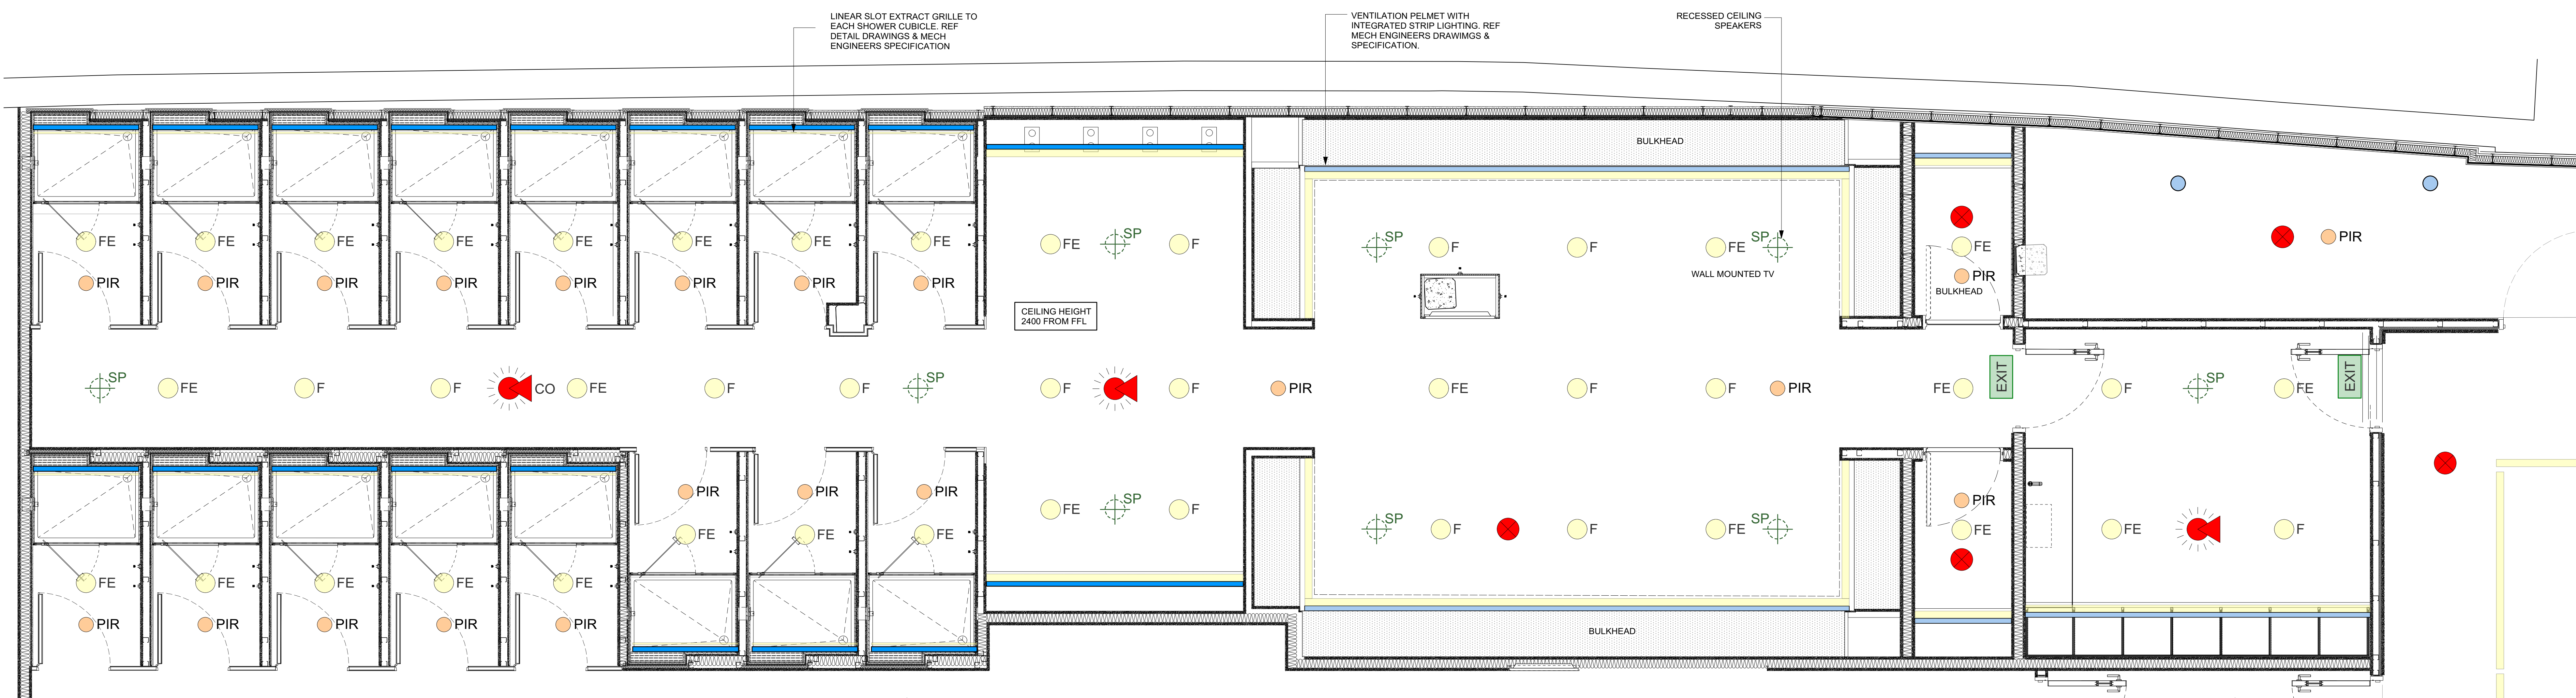 LINEAR SLOT EXTRACT GRILLE TO
EACH SHOWER CUBICLE. REF
DETAIL DRAWINGS & MECH
ENGINEERS SPECIFICATION
VENTILATION PELMET WITH
INTEGRATED STRIP LIGHTING. REF
MECH ENGINEERS DRAWIMGS &
SPECIFICATION.
RECESSED CEILING
SPEAKERS
BULKHEAD
FE FE FE FE FE FE FE FE
FE SP F
SP F F FE SP
FE
PIR
PIR PIR PIR PIR PIR PIR PIR PIR
WALL MOUNTED TV
PIR
BULKHEAD
CEILING HEIGHT
2400 FROM FFL
SP FE F F CO FE F F SP F F PIR FE F F PIR FE EXIT F SP FE EXIT
PIR PIR PIR
PIR
FE SP F
SP F F FE SP
FE
FE F
FE FE FE
FE FE FE FE FE
PIR PIR PIR PIR PIR
BULKHEAD